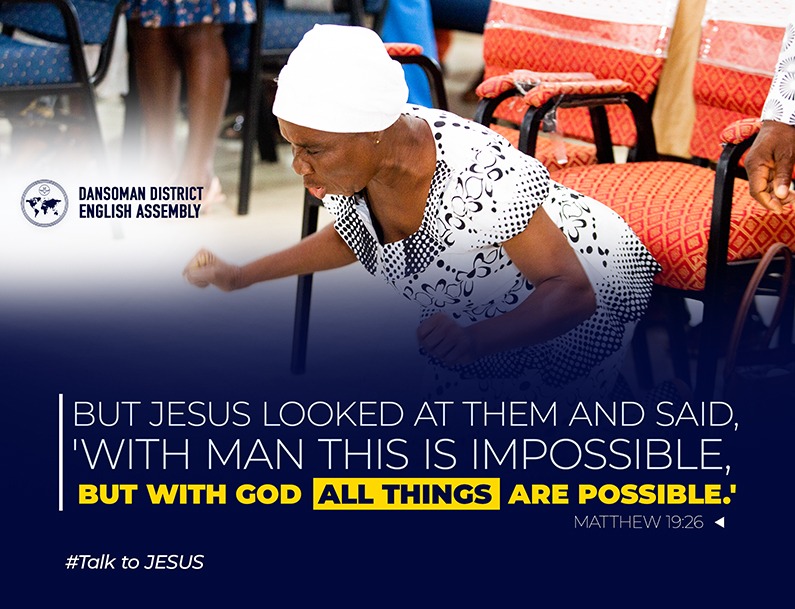 DANSOMAN DISTRICT
ENGLISH ASSEMBLY
BUT JESUS LOOKED AT THEM AND SAID,
'WITH MAN THIS IS IMPOSSIBLE,
BUT WITH GOD ALL THINGS ARE POSSIBLE.'
MATTHEW 19:26
#Talk to JESUS